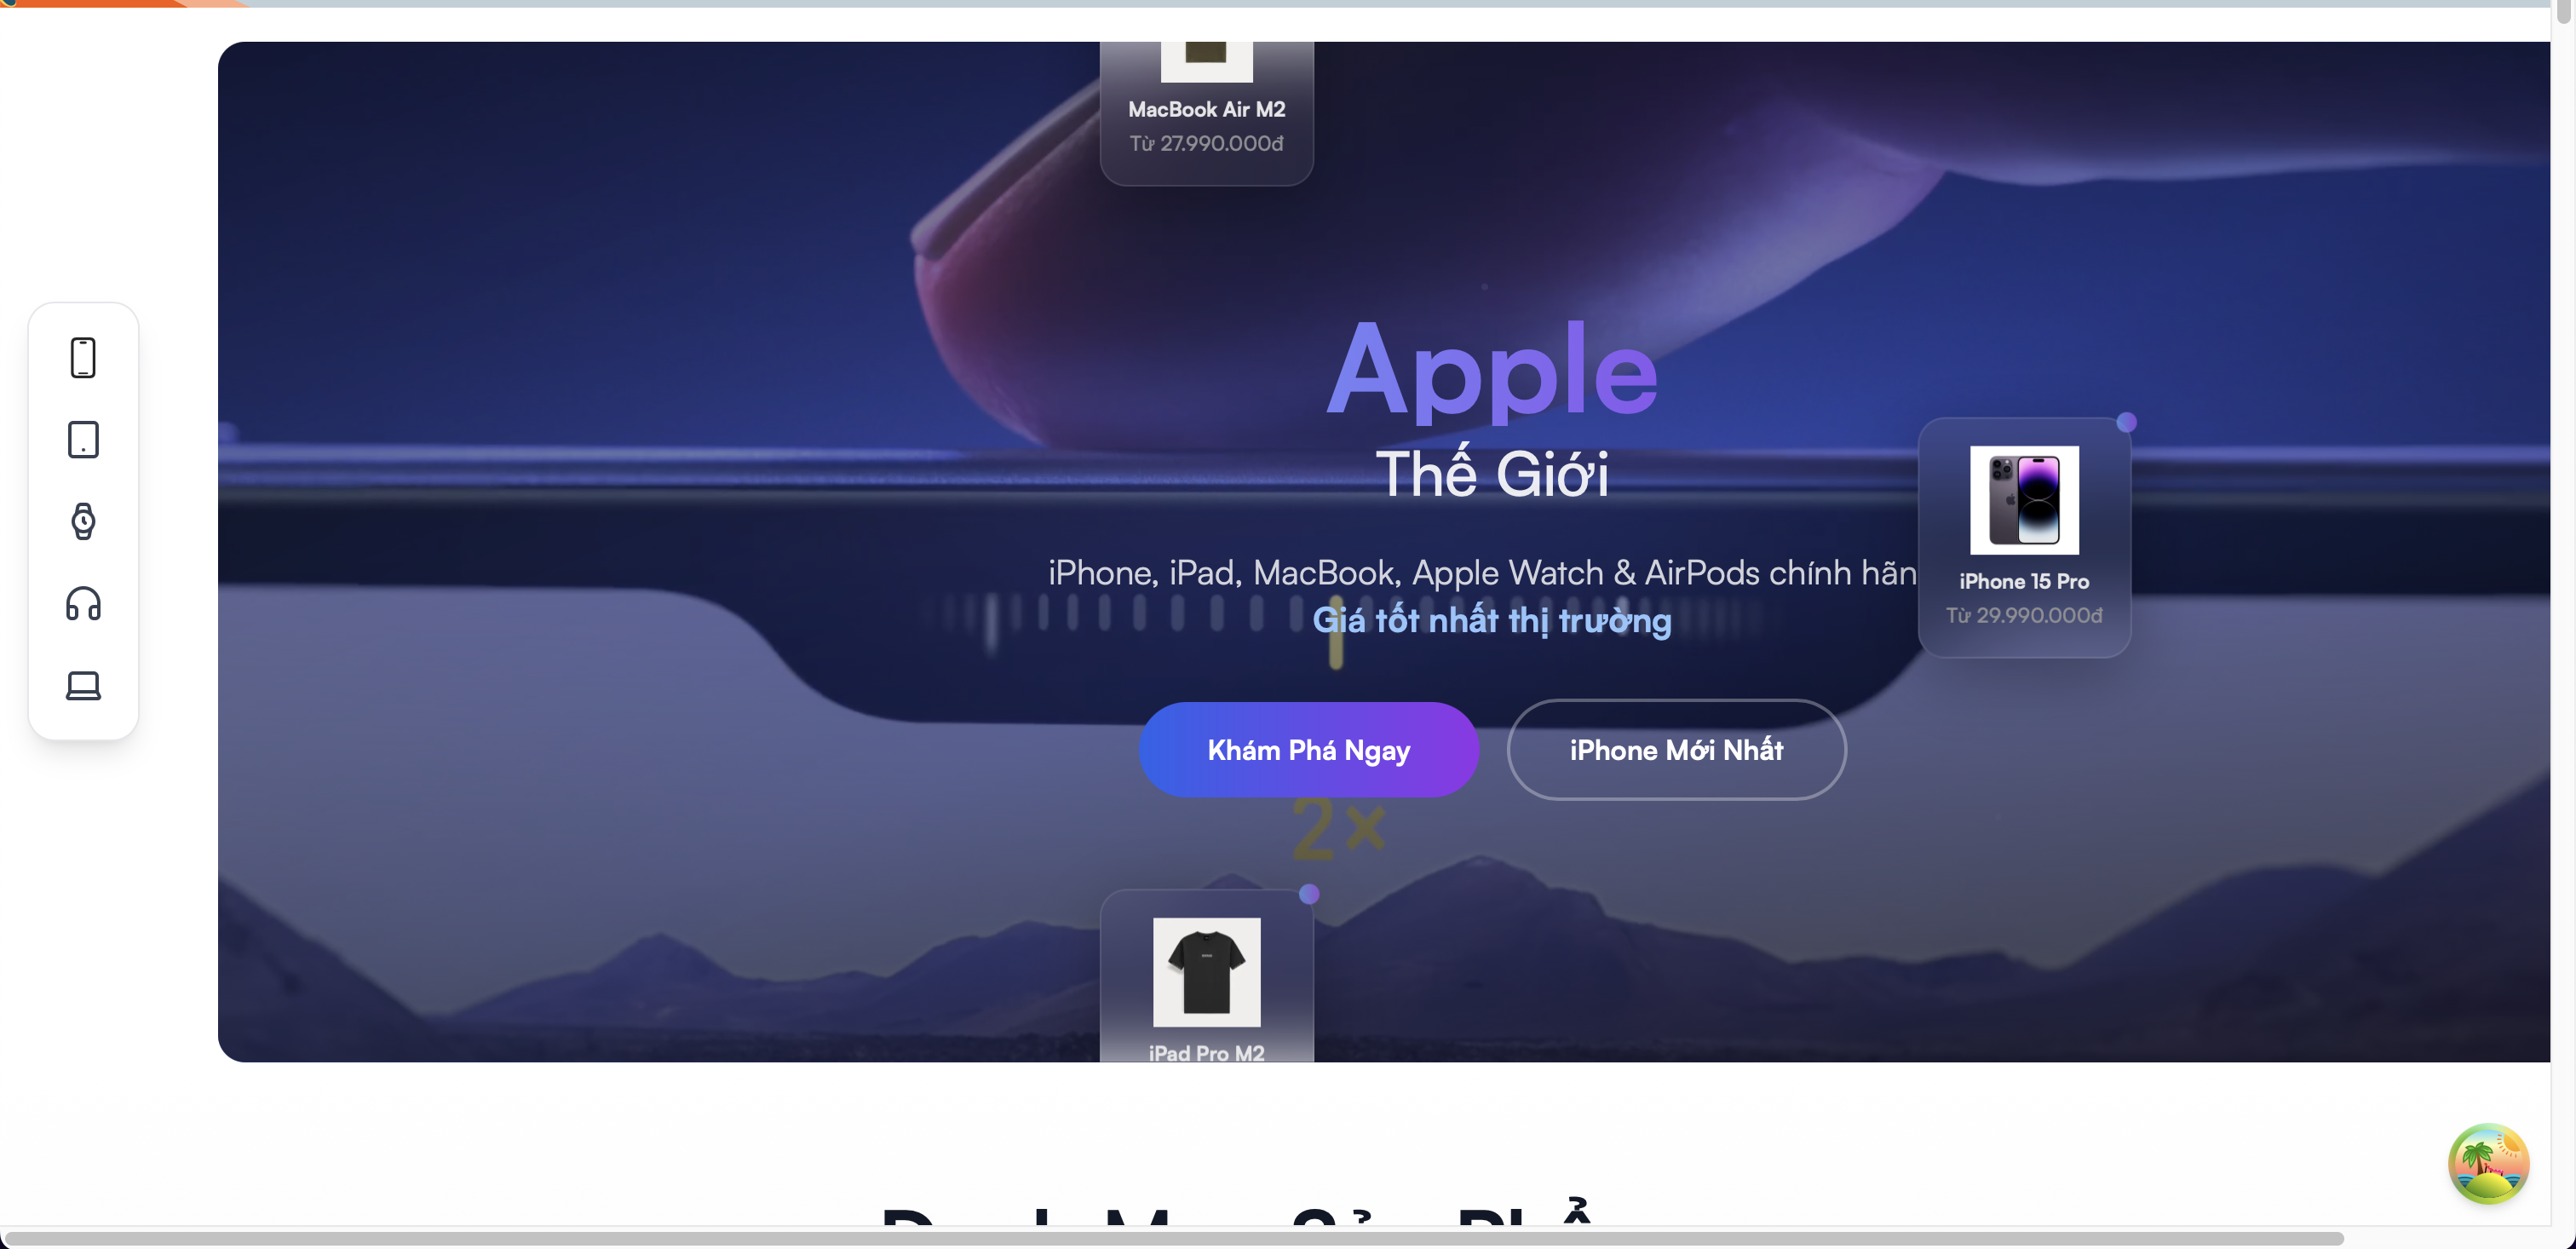 MacBook Air M2
Từ 27.990.000đ
Apple
Thế Giới
iPhone, iPad, MacBook, Apple Watch & AirPods chính hãn
Giá tốt nhất thị trường
iPhone 15 Pro
Từ 29.990.000đ
Khám Phá Ngay
iPhone Mới Nhất
2×
iPad Pro M2